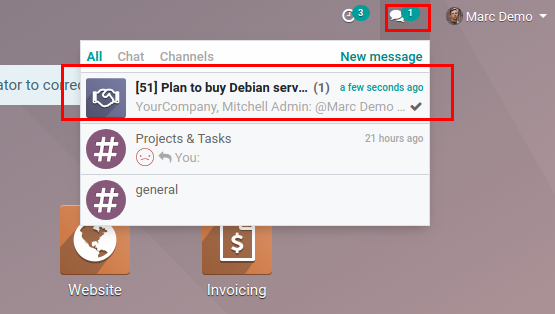 3 1 Marc Demo
All Chat Channels New message
ator to correc
[51] Plan to buy Debian serv... (1) a few seconds ago
YourCompany, Mitchell Admin: @Marc Demo ...
Projects & Tasks 21 hours ago
You:
general
Website Invoicing